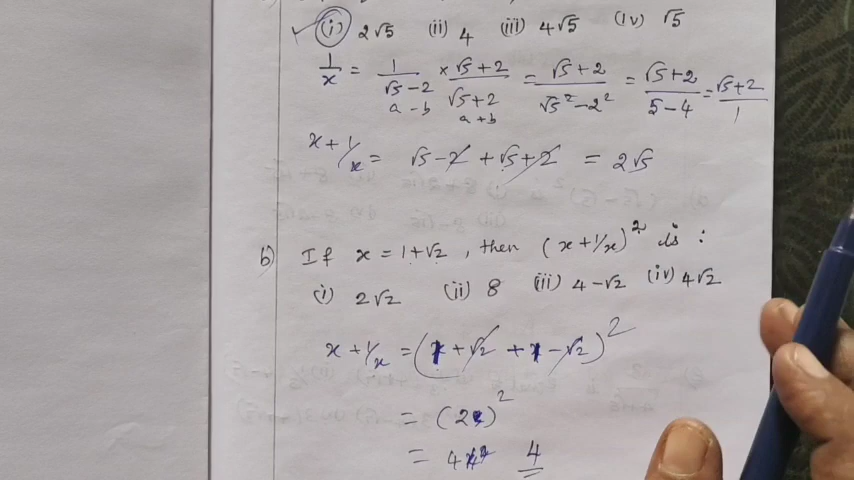 (i) 2√5 (ii) 4 (iii) 4√5 (iv) √5
1/x = 1/(√5-2) × (√5+2)/(√5+2) = (√5+2)/(√5²-2²) = (√5+2)/(5-4) = (√5+2)/1
a-b a+b
x+1/x = √5-2+√5+2 = 2√5
b) If x = 1+√2, then (x+1/x)² is :
(i) 2√2 (ii) 8 (iii) 4-√2 (iv) 4√2
x+1/x = (1+√2+1-√2)²
= (2)²
= 4 4